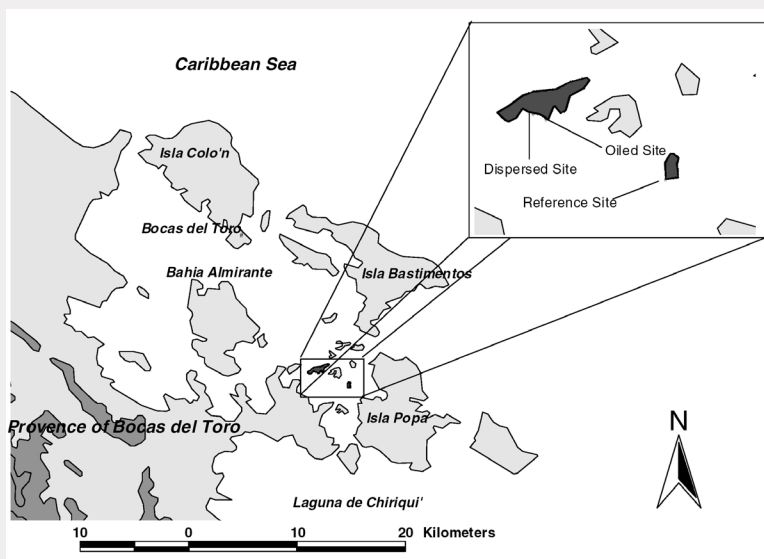 Caribbean Sea
Isla Colo'n
Oiled Site
Dispersed Site
Reference Site
Bocas del Toro
Bahia Almirante
Isla Bastimentos
Isla Popa
Provence of Bocas del Toro
N
Laguna de Chiriqui'
10 0 10 20 Kilometers